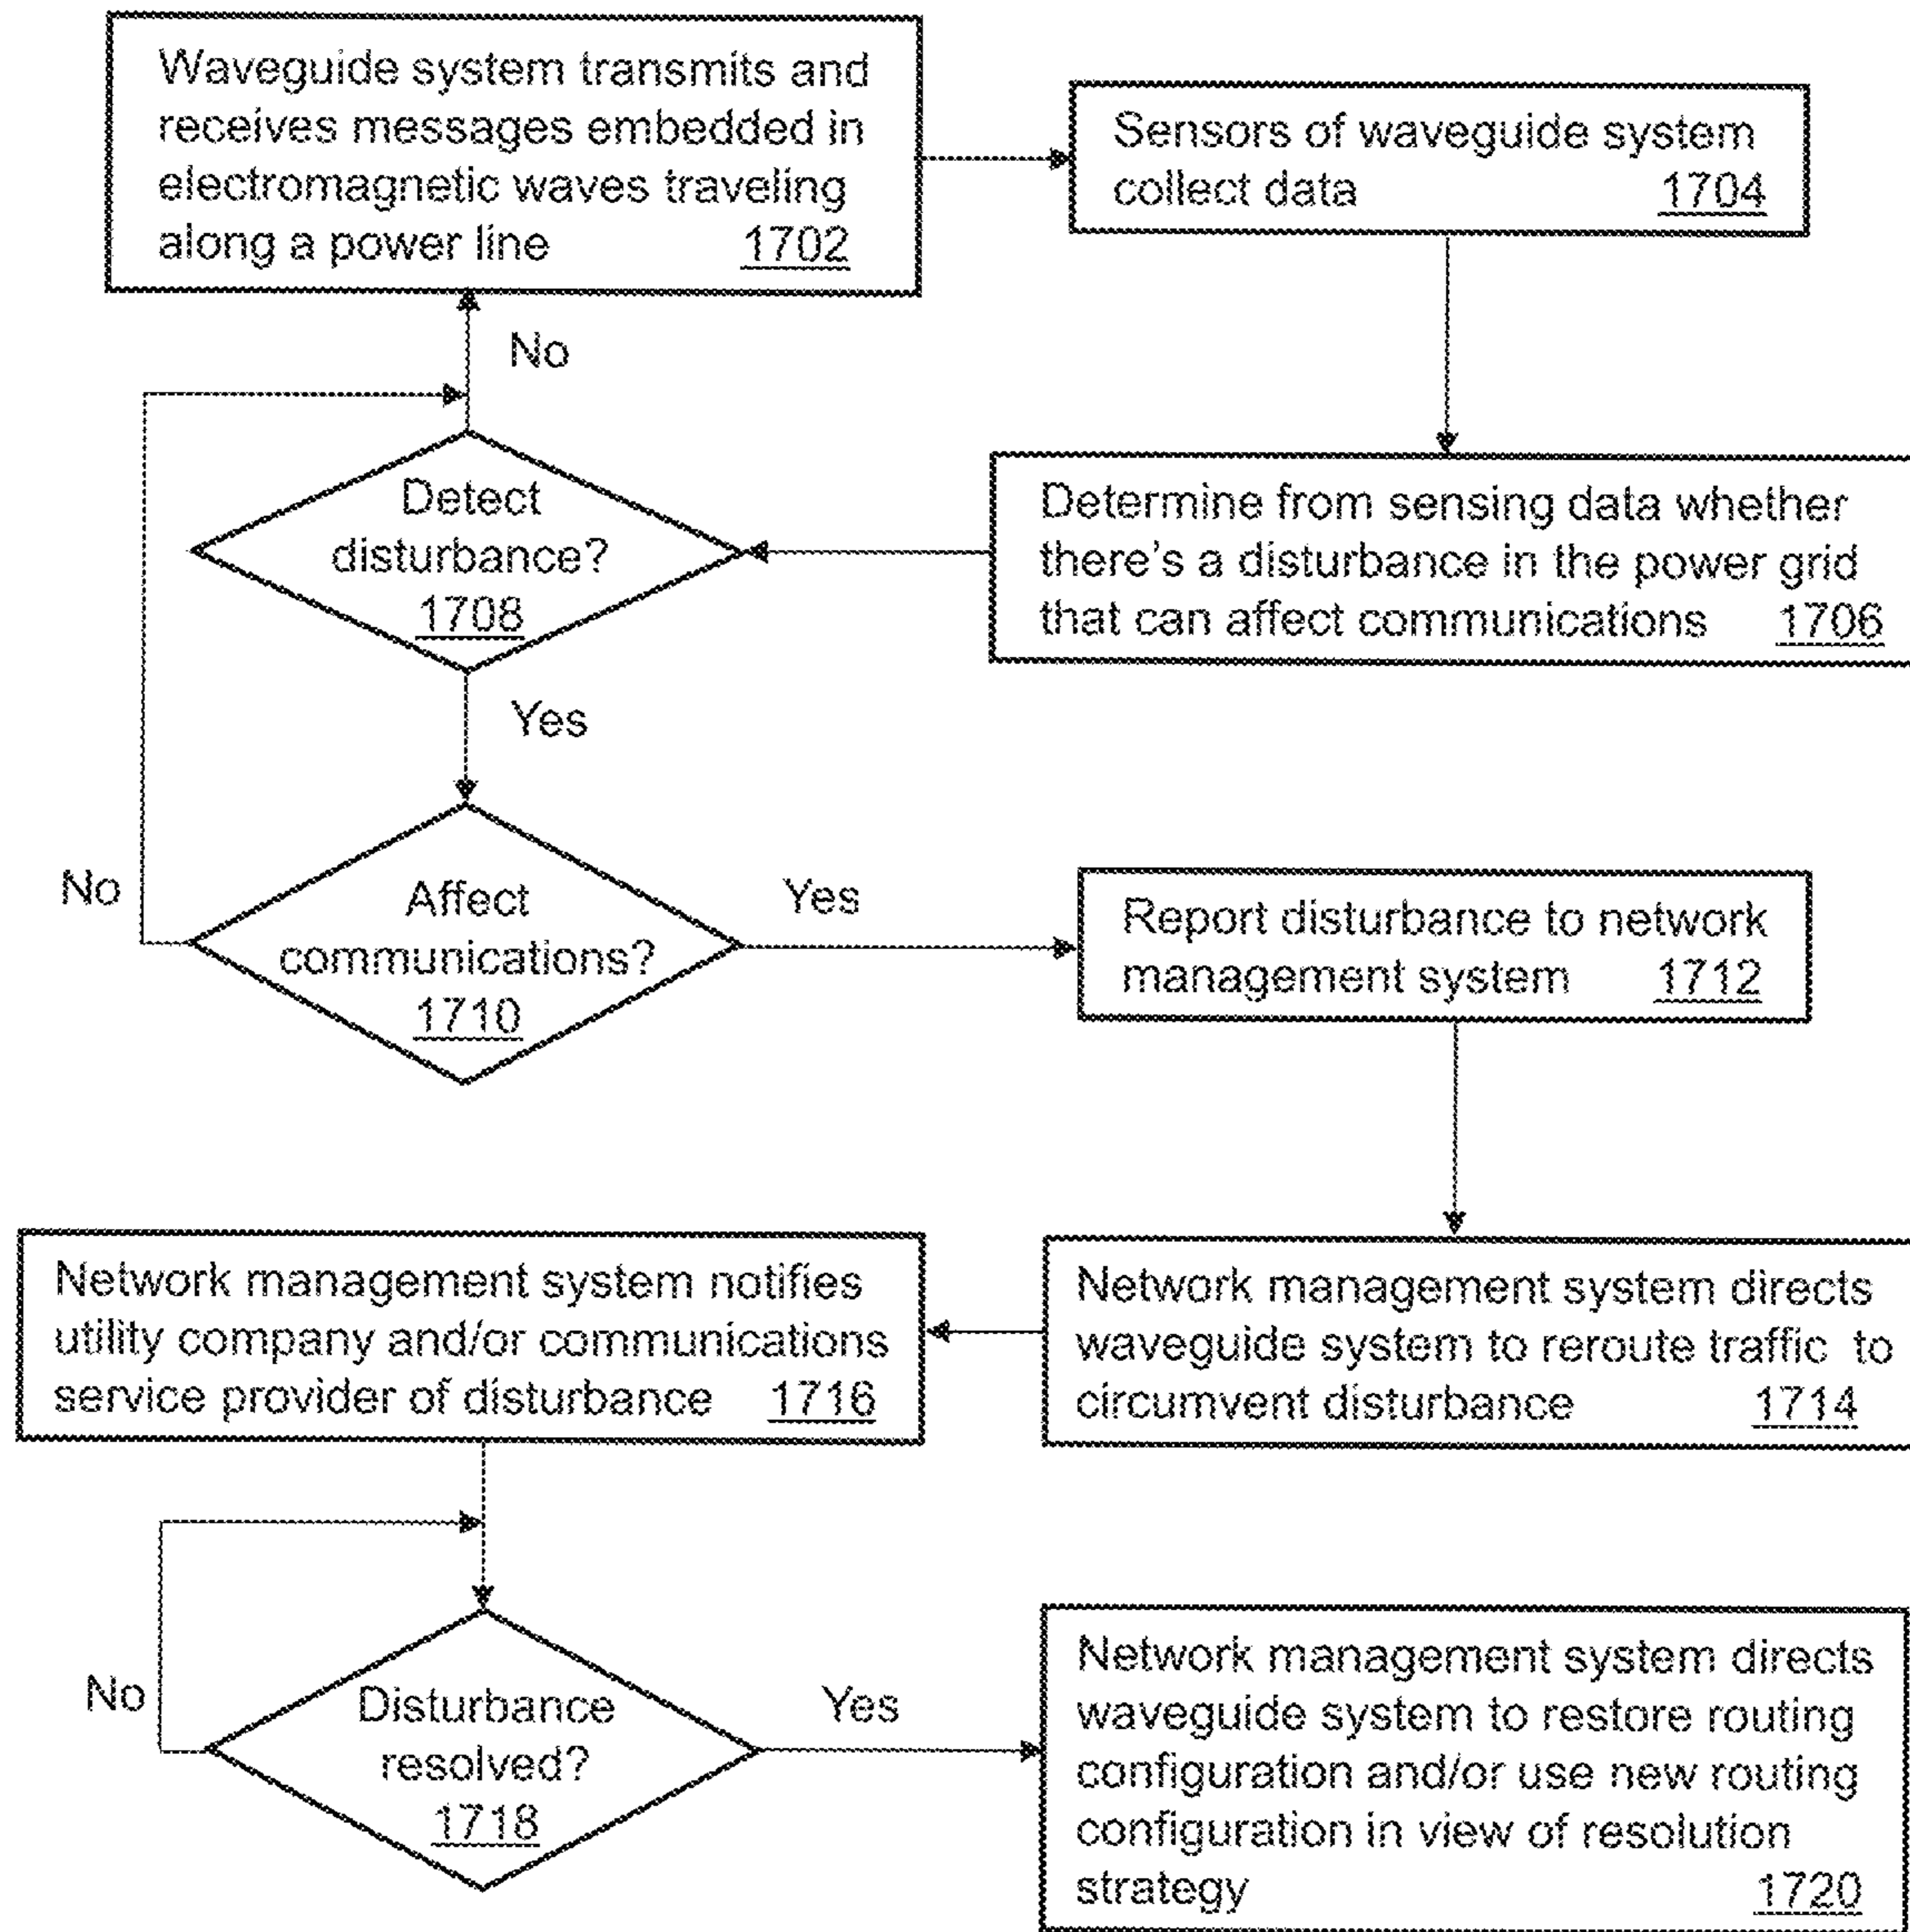 Waveguide system transmits and
receives messages embedded in
electromagnetic waves traveling
along a power line 1702
Sensors of waveguide system
collect data 1704
No
Detect
disturbance?
1708
Determine from sensing data whether
there's a disturbance in the power grid
that can affect communications 1706
Yes
No
Affect
communications?
1710
Yes
Report disturbance to network
management system 1712
Network management system notifies
utility company and/or communications
service provider of disturbance 1716
Network management system directs
waveguide system to reroute traffic to
circumvent disturbance 1714
No
Disturbance
resolved?
1718
Yes
Network management system directs
waveguide system to restore routing
configuration and/or use new routing
configuration in view of resolution
strategy 1720